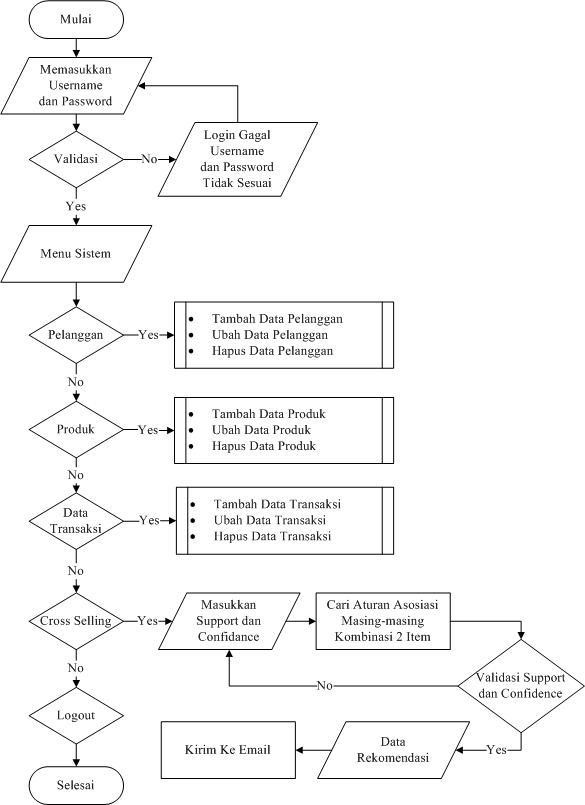 Mulai
Memasukkan
Username
dan Password
Validasi
No
Login Gagal
Username
dan Password
Tidak Sesuai
Yes
Menu Sistem
Pelanggan
Yes
• Tambah Data Pelanggan
• Ubah Data Pelanggan
• Hapus Data Pelanggan
No
Produk
Yes
• Tambah Data Produk
• Ubah Data Produk
• Hapus Data Produk
No
Data
Transaksi
Yes
• Tambah Data Transaksi
• Ubah Data Transaksi
• Hapus Data Transaksi
No
Cross Selling
Yes
Masukkan
Support dan
Confidance
Cari Aturan Asosiasi
Masing-masing
Kombinasi 2 Item
Validasi Support
dan Confidence
No
Yes
Data
Rekomendasi
Kirim Ke Email
No
Logout
Selesai